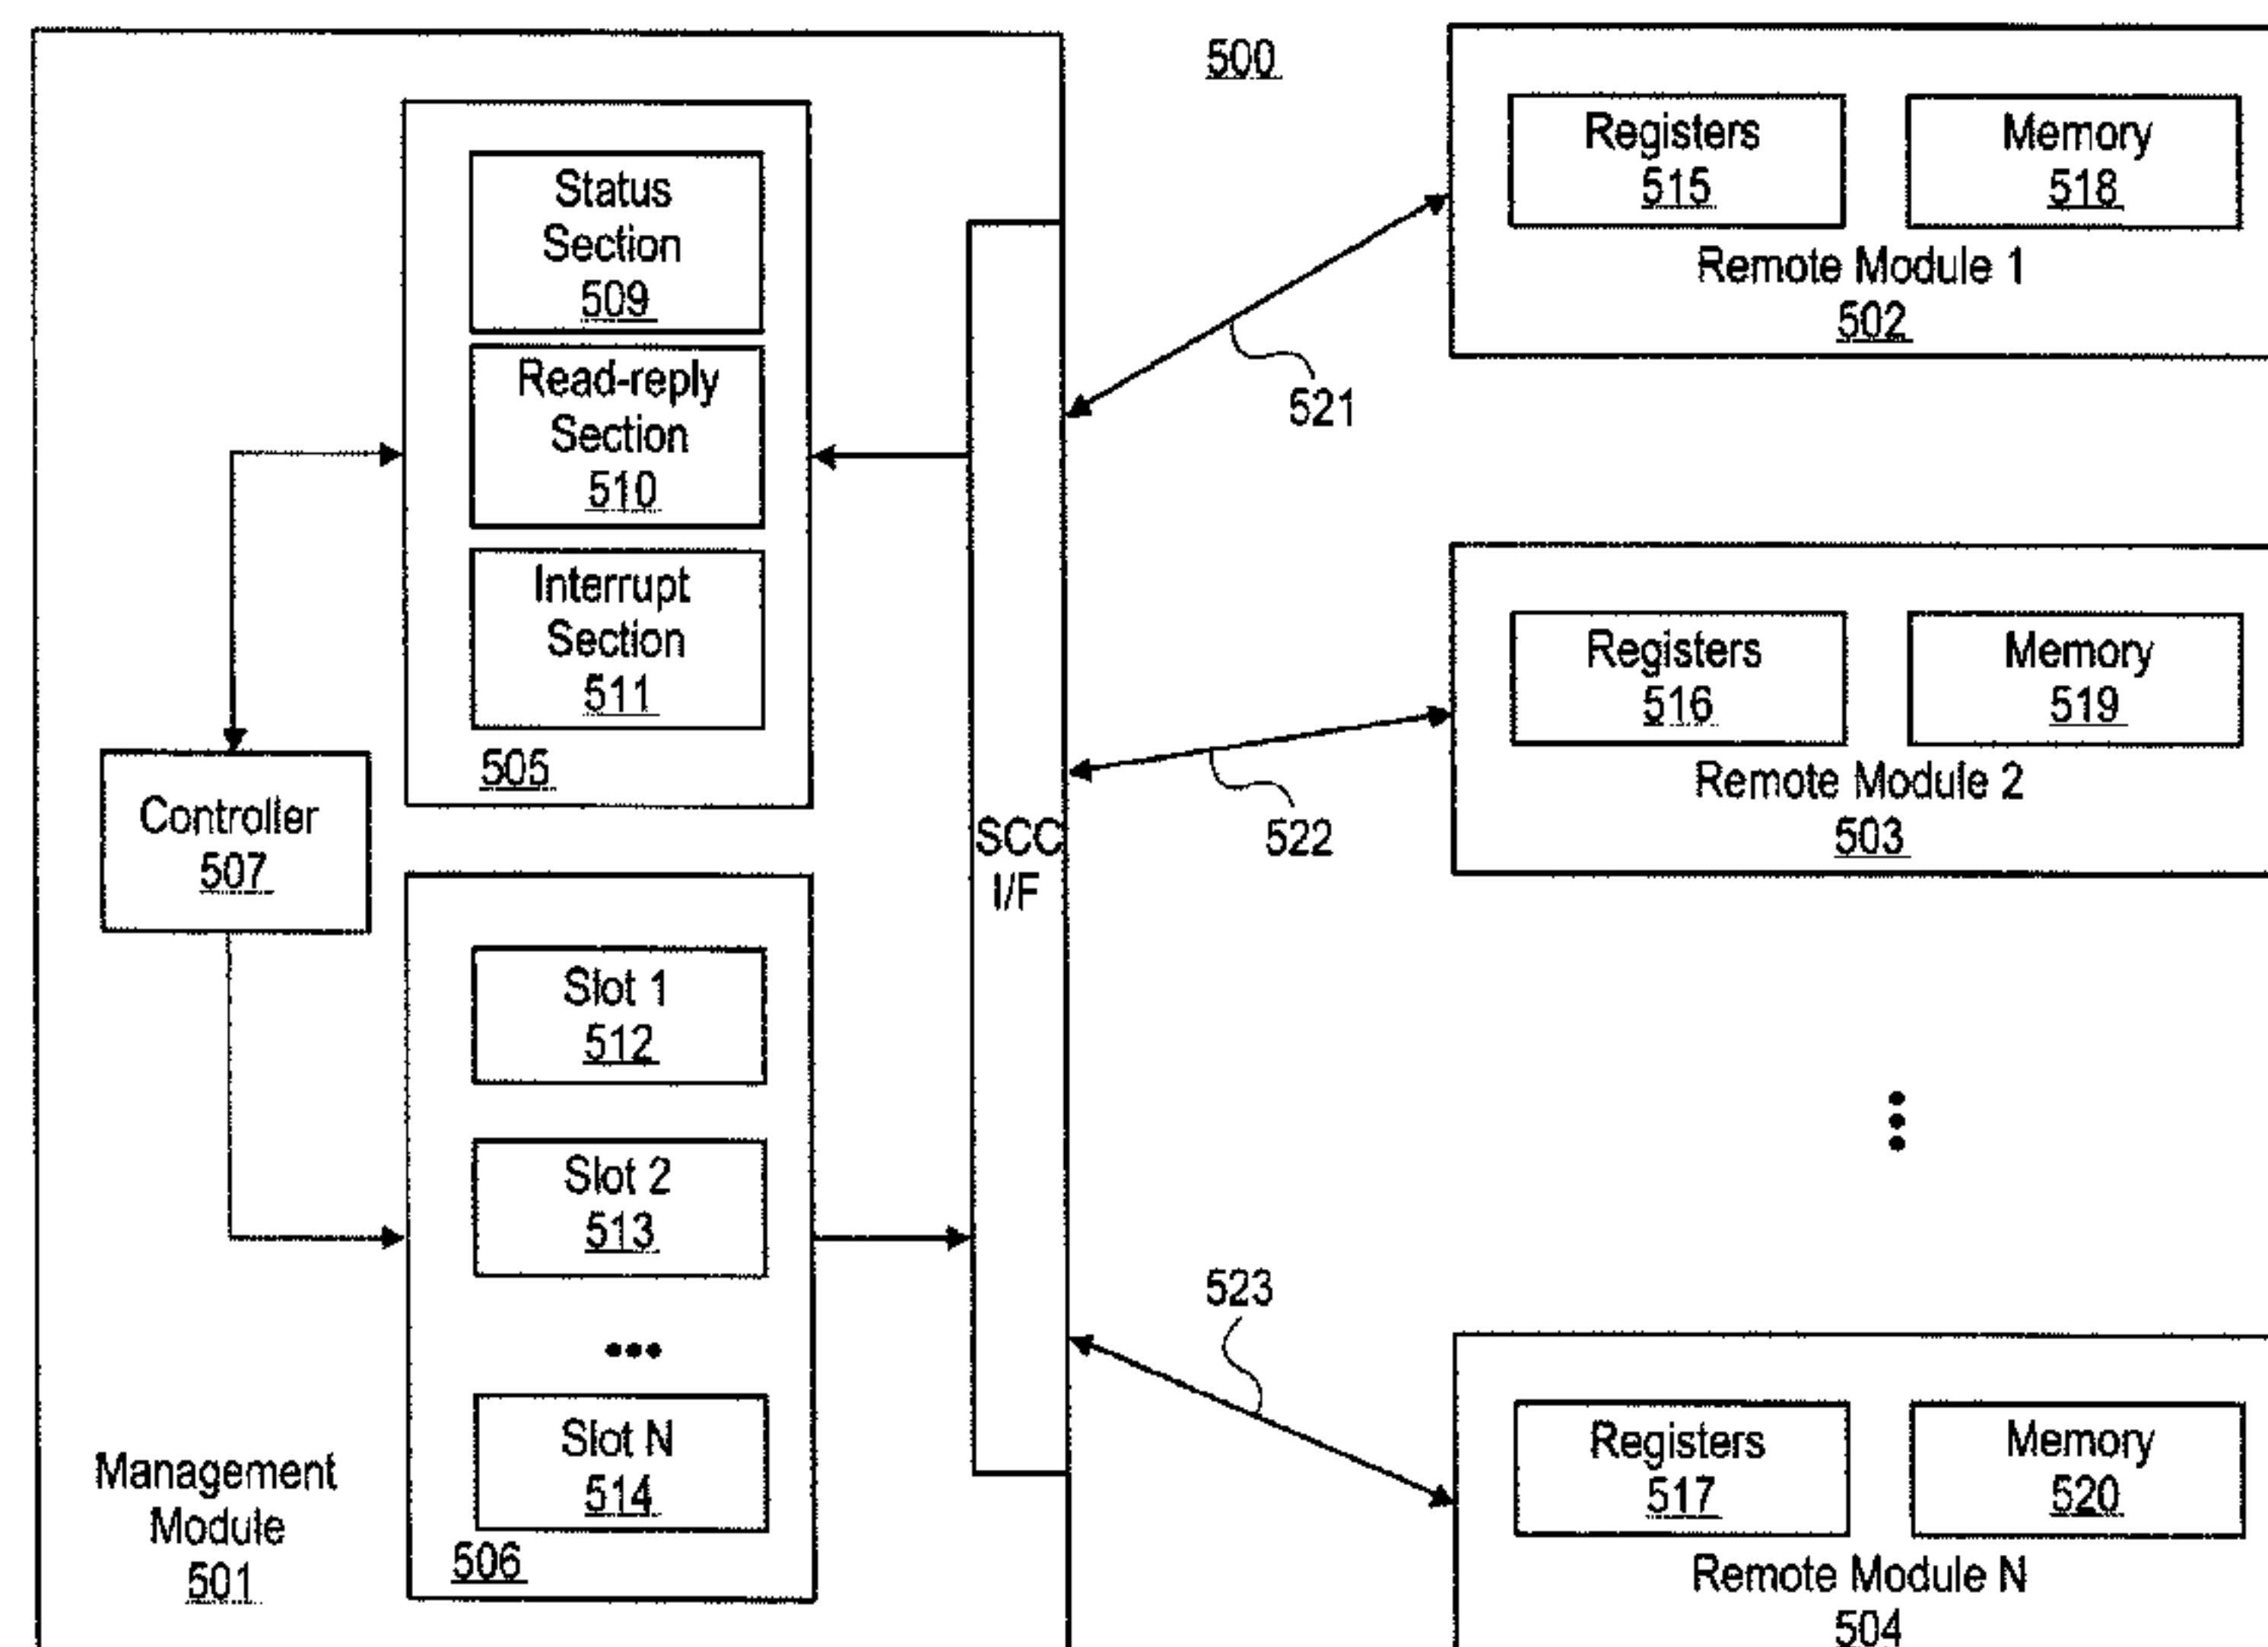 500
Status
Section
509
Read-reply
Section
510
Interrupt
Section
511
505
Controller
507
Slot 1
512
Slot 2
513
Slot N
514
506
Management
Module
501
SCC
I/F
521
522
523
Registers
515
Memory
518
Remote Module 1
502
Registers
516
Memory
519
Remote Module 2
503
Registers
517
Memory
520
Remote Module N
504